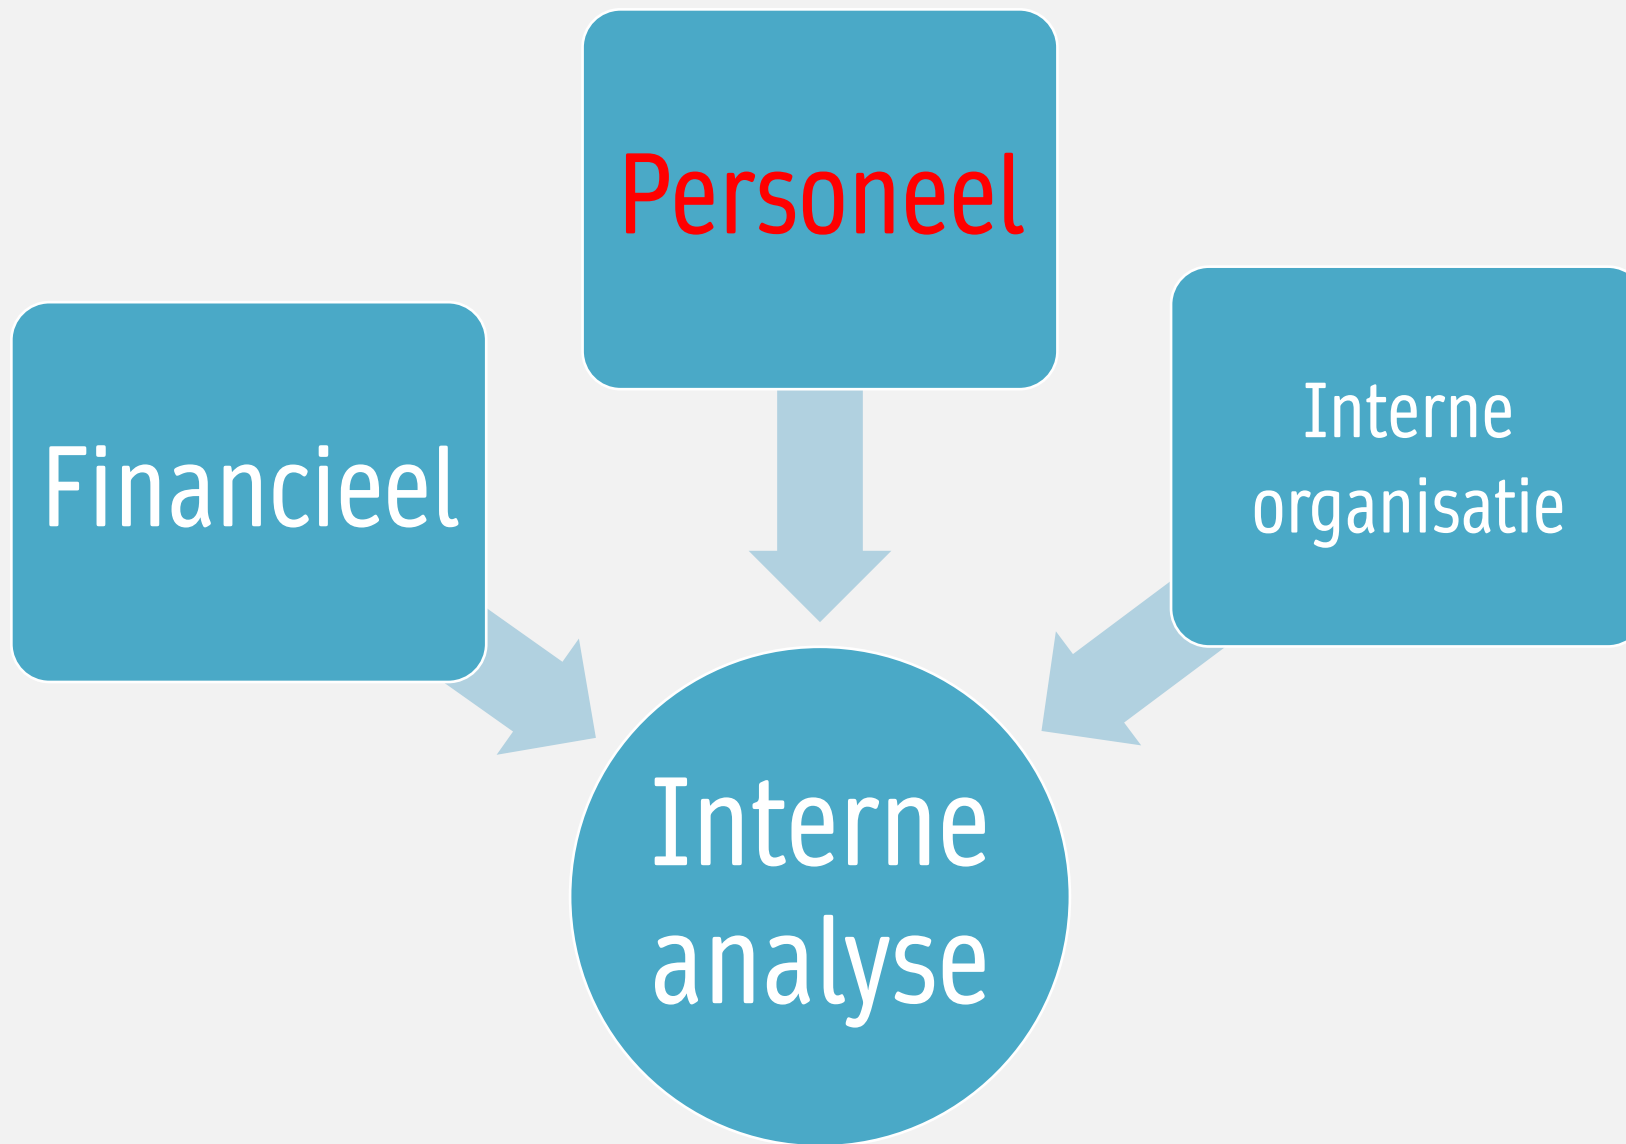 Personeel
Financieel
Interne
organisatie
Interne
analyse